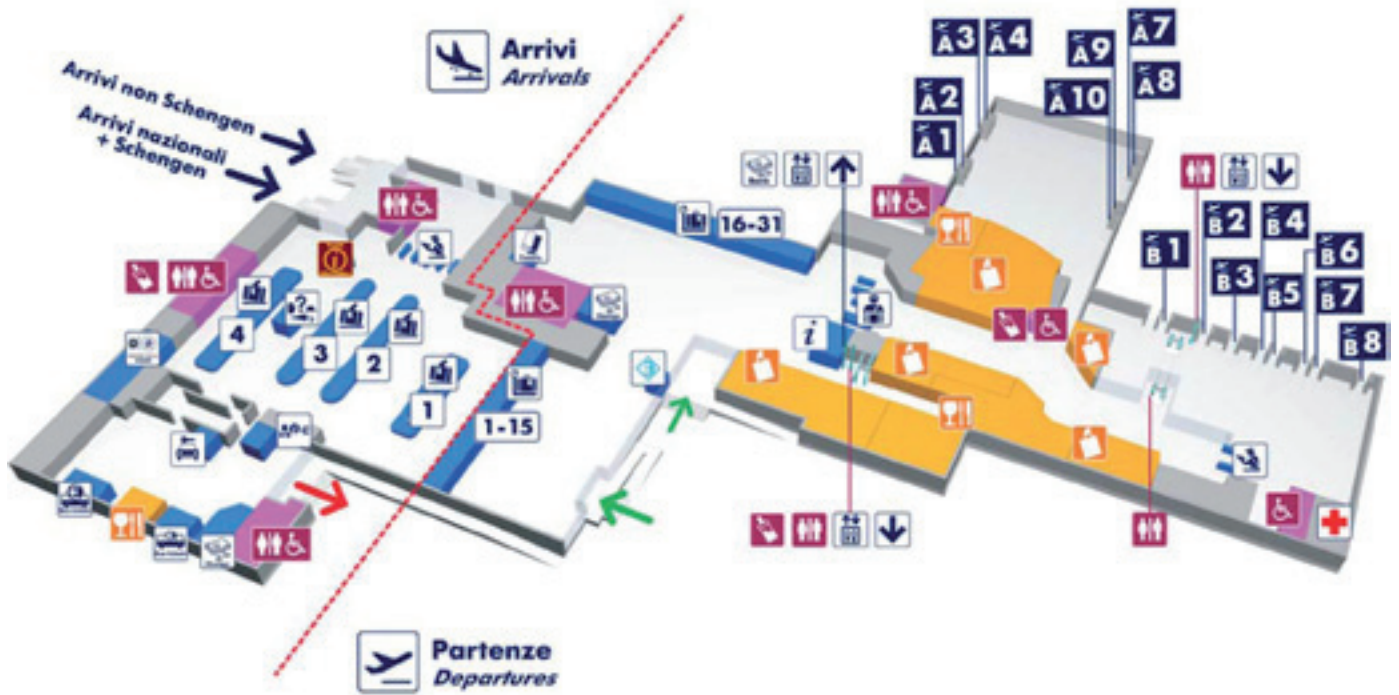 Arrivi
Arrivals
Arrivi non Schengen
Arrivi nazionali
+ Schengen
A3
A4
A7
A9
A2
A10
A8
A1
16-31
B1
B2
B4
B6
B3
B5
B7
B8
i
4
3
2
1
1-15
Partenze
Departures